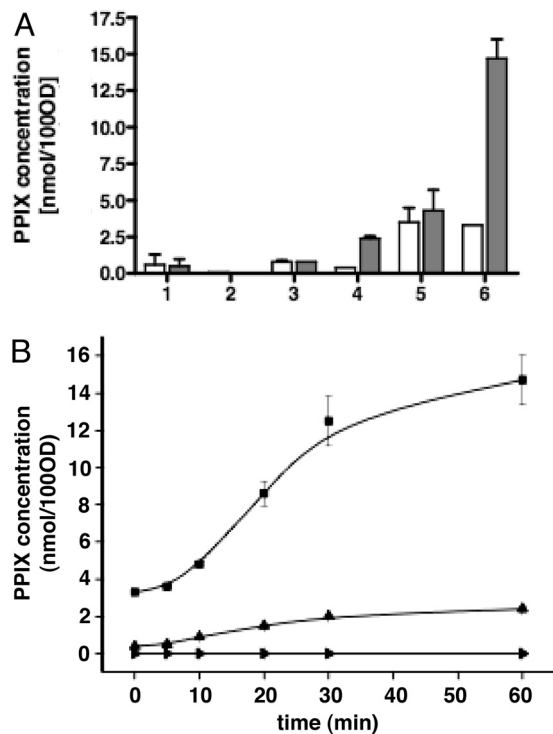 A
PPIX concentration
[nmol/100OD]
17.5
15.0
12.5
10.0
7.5
5.0
2.5
0.0
1 2 3 4 5 6
B
PPIX concentration
(nmol/100OD)
16
14
12
10
8
6
4
2
0
0 10 20 30 40 50 60
time (min)